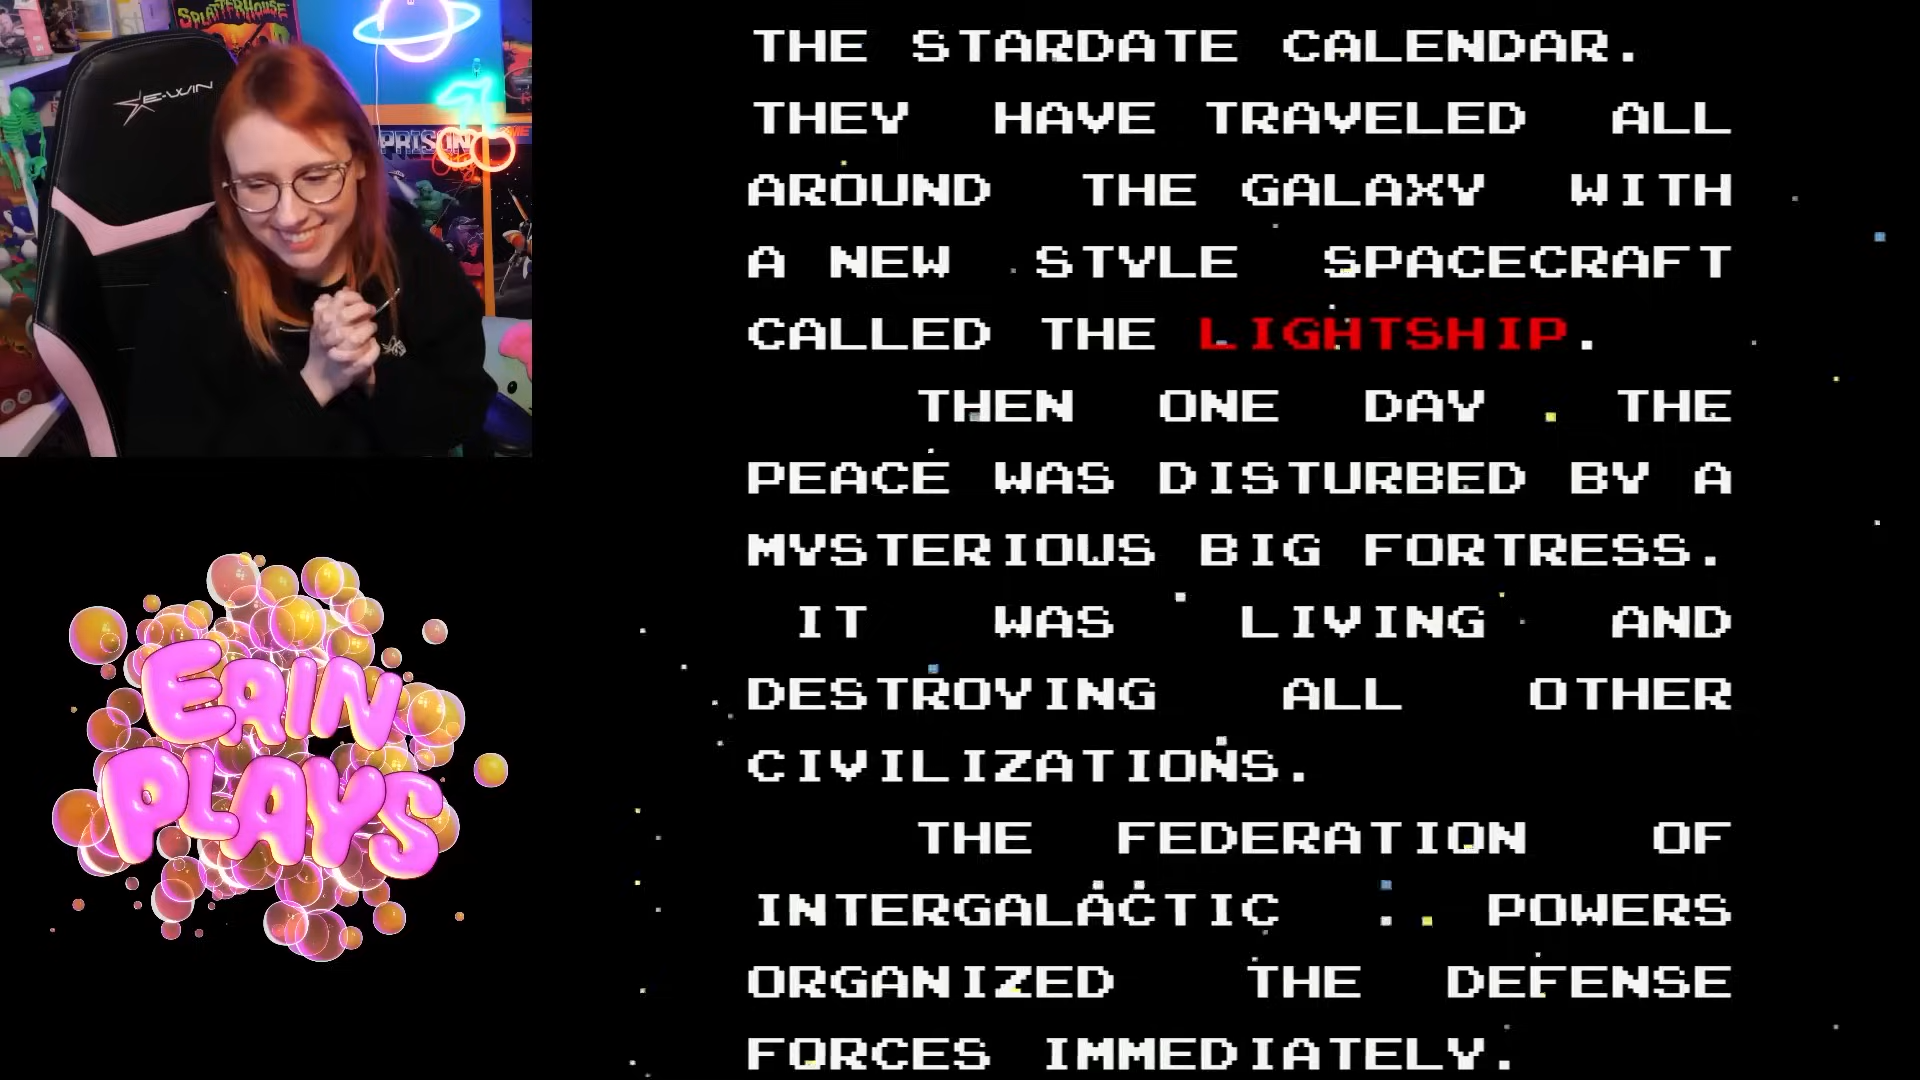 SPLATTERHOUSE
E-WIN
PRISON
ERIN
PLAYS
THE STARDATE CALENDAR.
THEY HAVE TRAVELED ALL
AROUND THE GALAXY WITH
A NEW STYLE SPACECRAFT
CALLED THE LIGHTSHIP.
THEN ONE DAY THE
PEACE WAS DISTURBED BY A
MYSTERIOUS BIG FORTRESS.
IT WAS LIVING AND
DESTROYING ALL OTHER
CIVILIZATIONS.
THE FEDERATION OF
INTERGALACTIC POWERS
ORGANIZED THE DEFENSE
FORCES IMMEDIATELY.